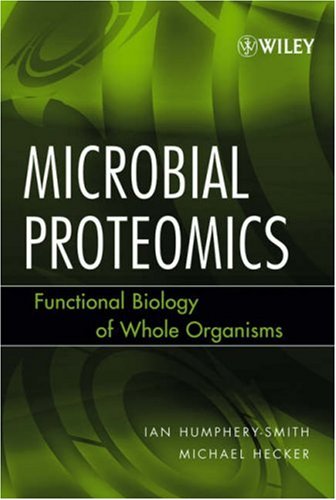 WILEY
MICROBIAL
PROTEOMICS
Functional Biology
of Whole Organisms
IAN HUMPHERY-SMITH
MICHAEL HECKER